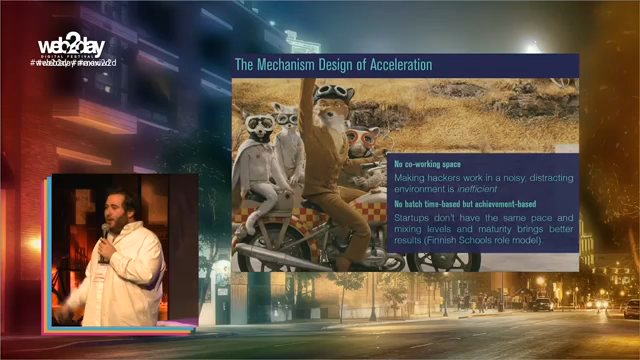 web2day
DIGITAL FESTIVAL
The Mechanism Design of Acceleration
No co-working space
Making hackers work in a noisy, distracting
environment is inefficient
No batch time-based but achievement-based
Startups don't have the same pace and
mixing levels and maturity brings better
results (Finnish Schools role model).